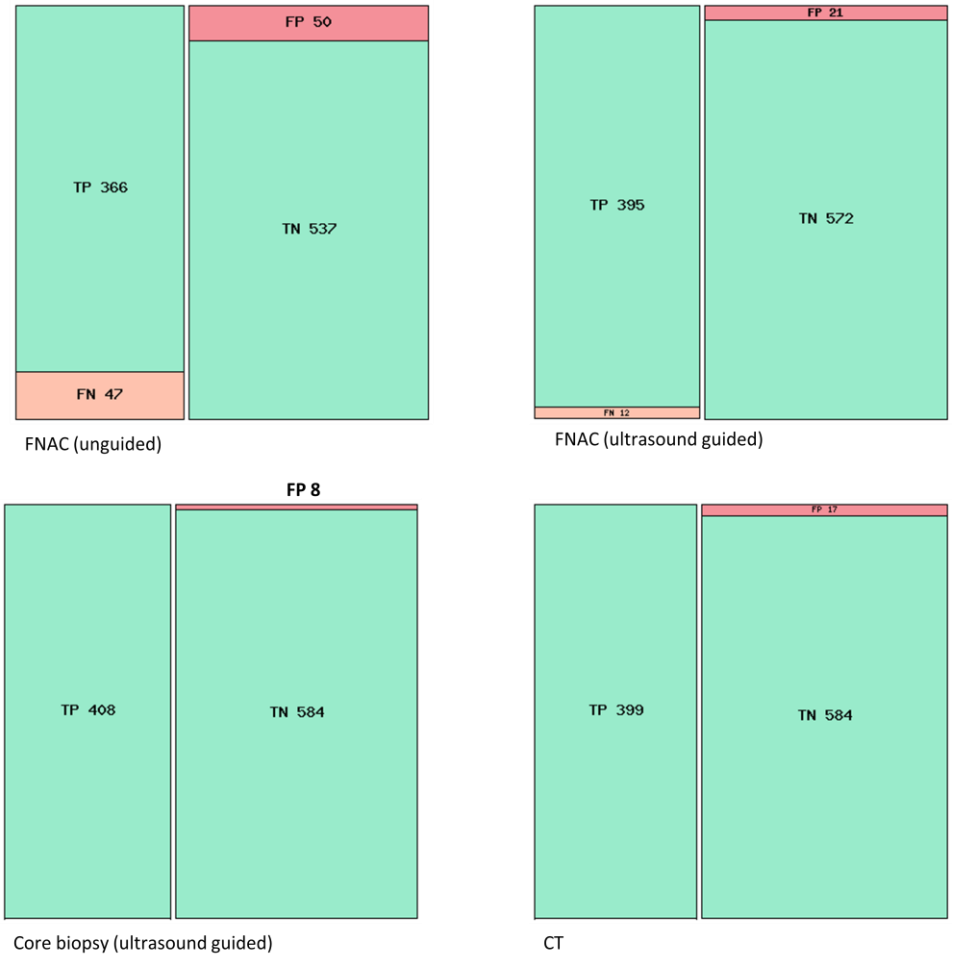 FP 50
TP 366
TN 537
FN 47
FNAC (unguided)
FP 21
TP 395
TN 572
FN 12
FNAC (ultrasound guided)
FP 8
TP 408
TN 584
Core biopsy (ultrasound guided)
FP 17
TP 399
TN 584
CT